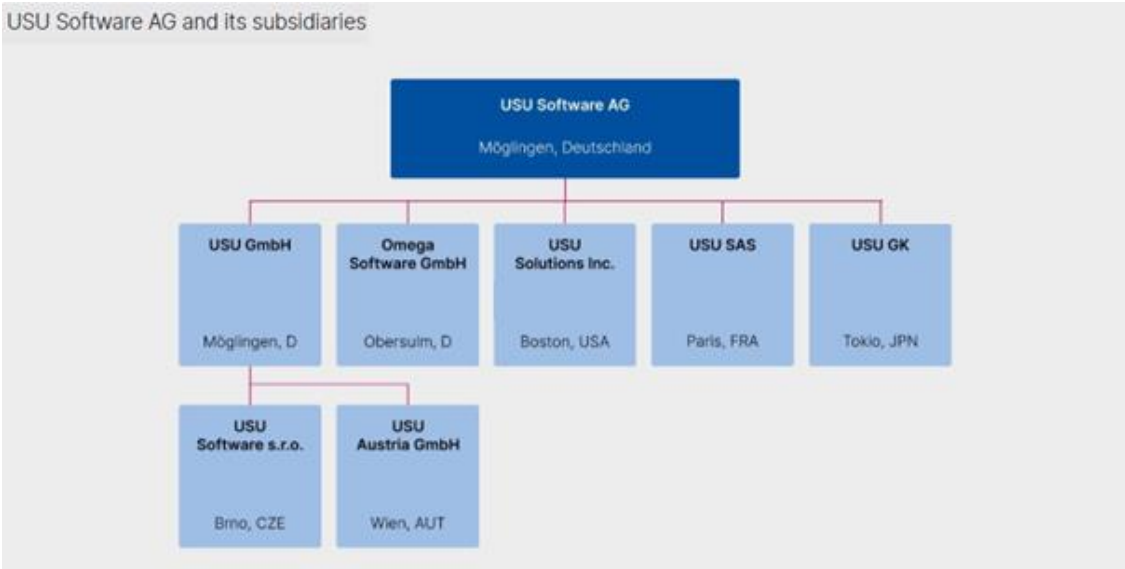 USU Software AG and its subsidiaries
USU Software AG
Möglingen, Deutschland
USU GmbH
Möglingen, D
Omega
Software GmbH
Obersulm, D
USU
Solutions Inc.
Boston, USA
USU SAS
Paris, FRA
USU GK
Tokio, JPN
USU
Software s.r.o.
Brno, CZE
USU
Austria GmbH
Wien, AUT